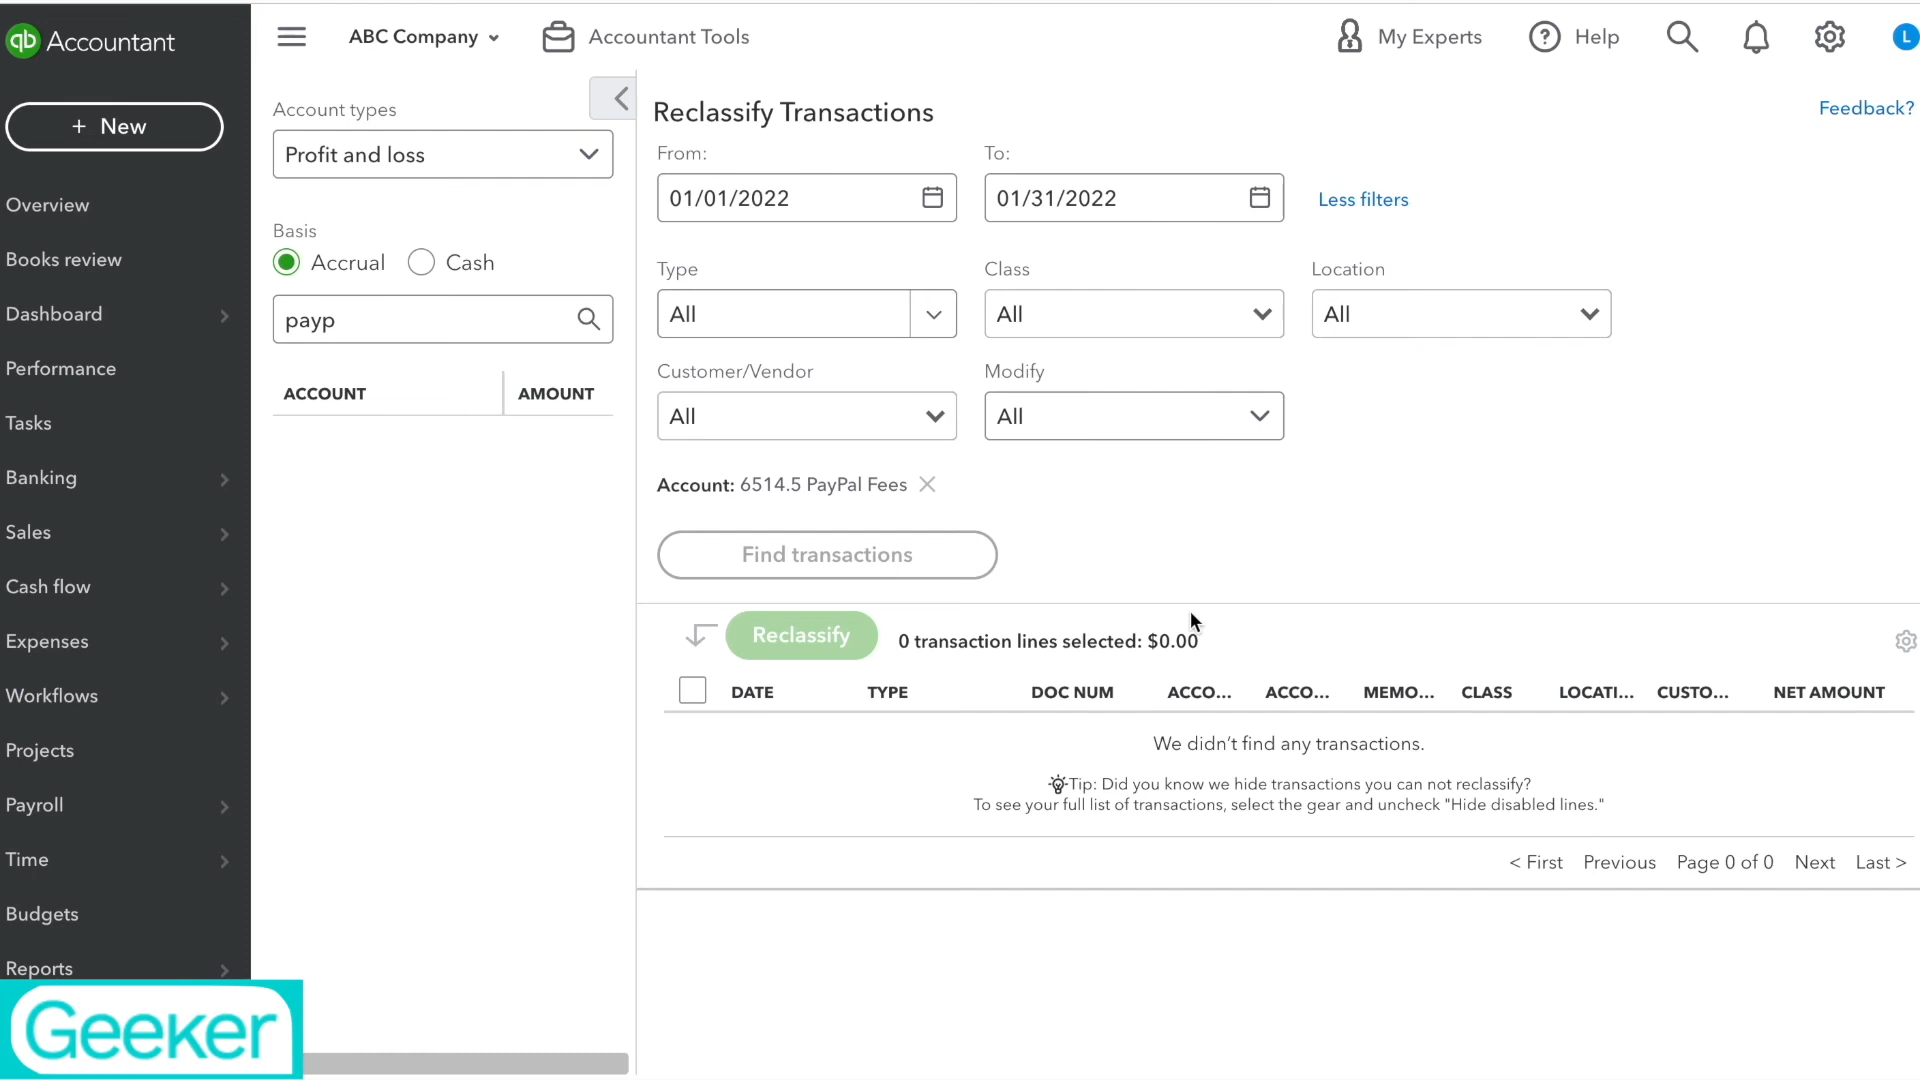 qb Accountant
+ New
Overview
Books review
Dashboard
Performance
Tasks
Banking
Sales
Cash flow
Expenses
Workflows
Projects
Payroll
Time
Budgets
Reports
Geeker
ABC Company
Accountant Tools
My Experts
? Help
L
Account types
Profit and loss
Basis
Accrual
Cash
payp
ACCOUNT AMOUNT
Reclassify Transactions
Feedback?
From: To:
01/01/2022 01/31/2022 Less filters
Type Class Location
All All All
Customer/Vendor Modify
All All
Account: 6514.5 PayPal Fees
Find transactions
Reclassify 0 transaction lines selected: $0.00
DATE TYPE DOC NUM ACCO... ACCO... MEMO... CLASS LOCATI... CUSTO... NET AMOUNT
We didn't find any transactions.
Tip: Did you know we hide transactions you can not reclassify?
To see your full list of transactions, select the gear and uncheck "Hide disabled lines."
< First Previous Page 0 of 0 Next Last >